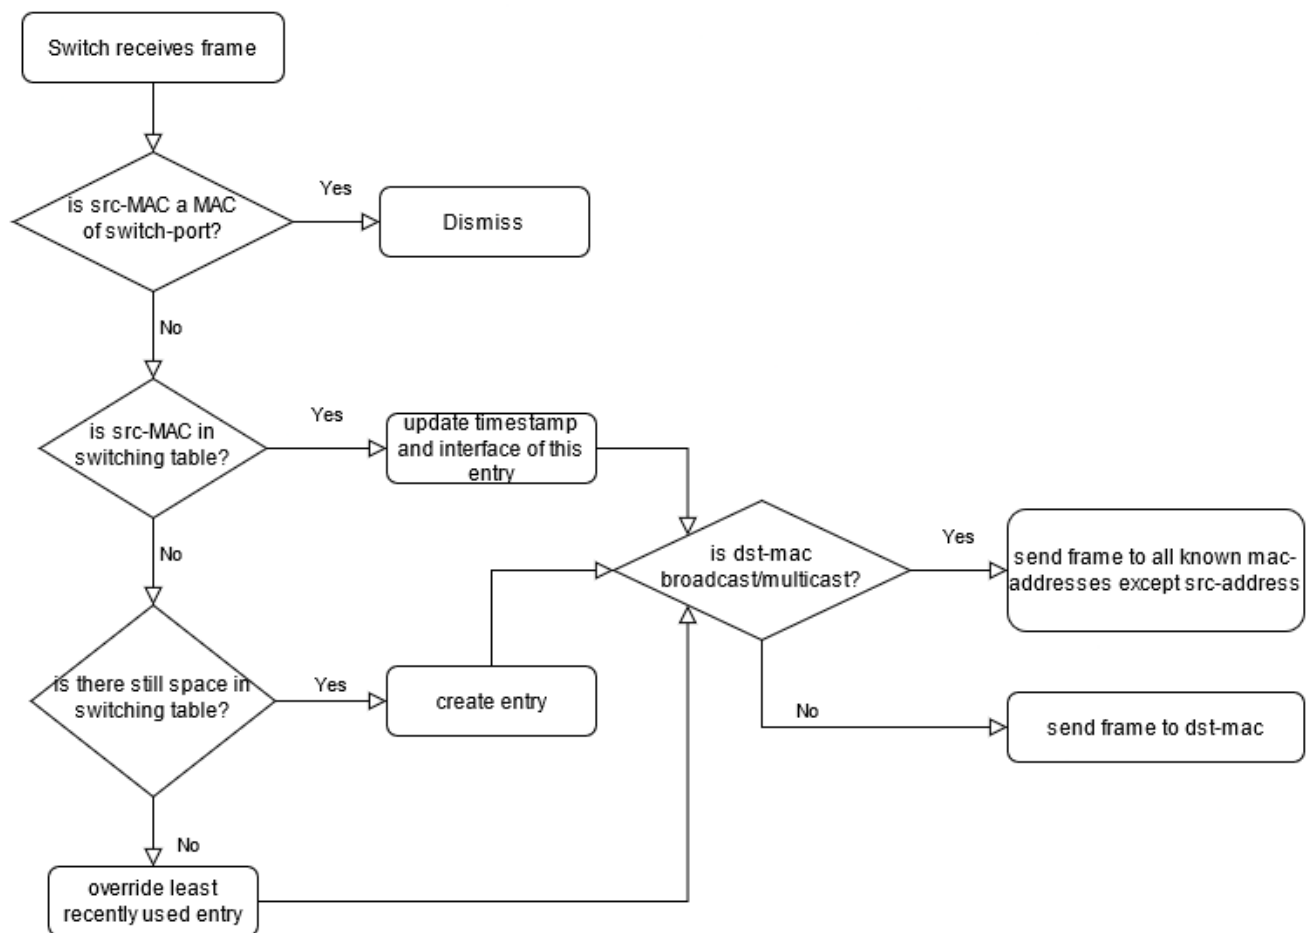 Switch receives frame
is src-MAC a MAC
of switch-port?
Yes
Dismiss
No
is src-MAC in
switching table?
Yes
update timestamp
and interface of this
entry
No
is there still space in
switching table?
Yes
create entry
No
override least
recently used entry
is dst-mac
broadcast/multicast?
Yes
send frame to all known mac-
addresses except src-address
No
send frame to dst-mac